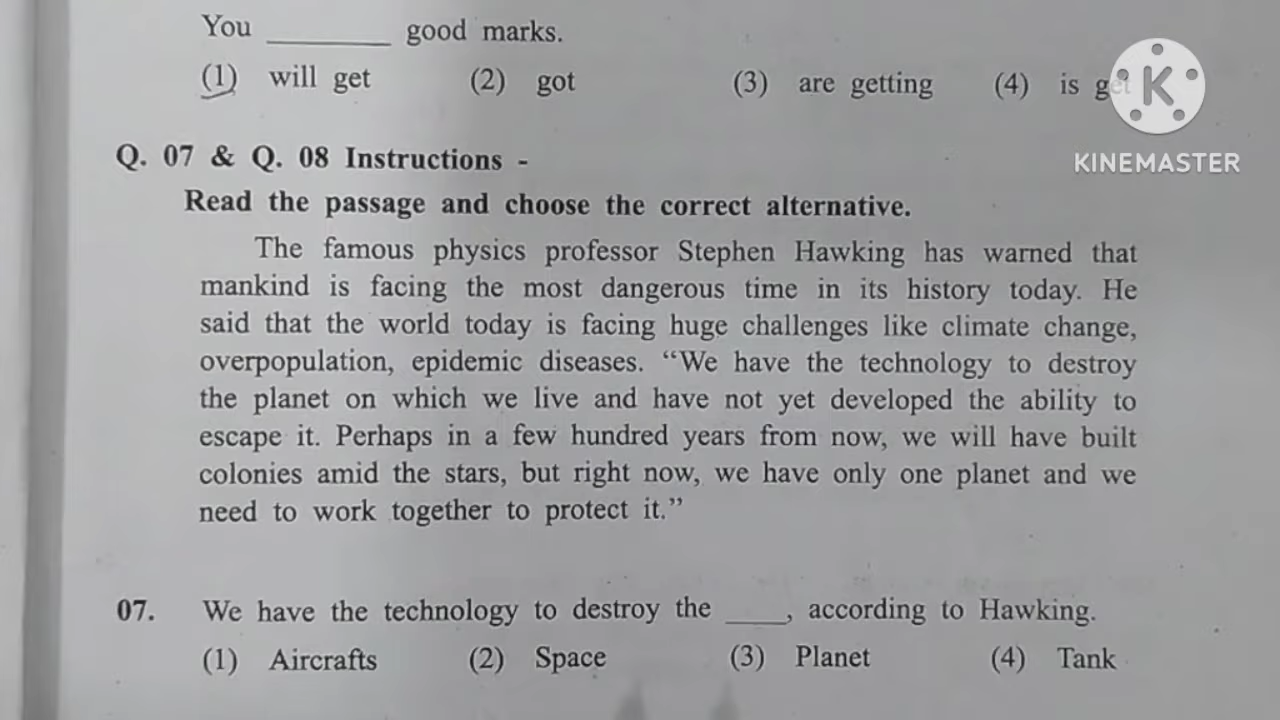 You ________ good marks.
(1) will get (2) got (3) are getting (4) is
K
KINEMASTER
Q. 07 & Q. 08 Instructions -
Read the passage and choose the correct alternative.
The famous physics professor Stephen Hawking has warned that
mankind is facing the most dangerous time in its history today. He
said that the world today is facing huge challenges like climate change,
overpopulation, epidemic diseases. “We have the technology to destroy
the planet on which we live and have not yet developed the ability to
escape it. Perhaps in a few hundred years from now, we will have built
colonies amid the stars, but right now, we have only one planet and we
need to work together to protect it.”
07. We have the technology to destroy the ____, according to Hawking.
(1) Aircrafts (2) Space (3) Planet (4) Tank